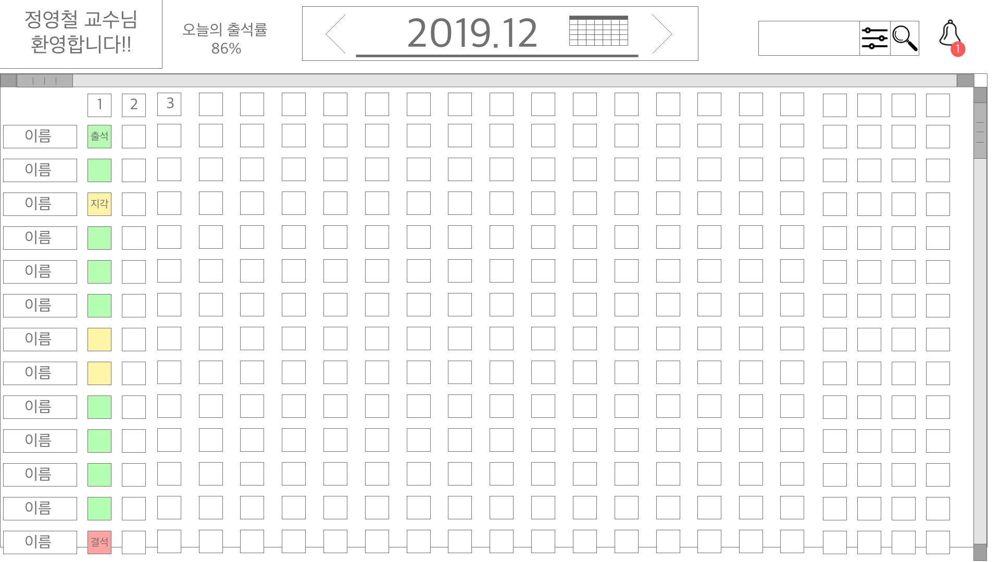 정영철 교수님
환영합니다!!
오늘의 출석률
86%
2019.12
1
1 2 3
이름 출석
이름
이름 지각
이름
이름
이름
이름
이름
이름
이름
이름
이름
이름 결석